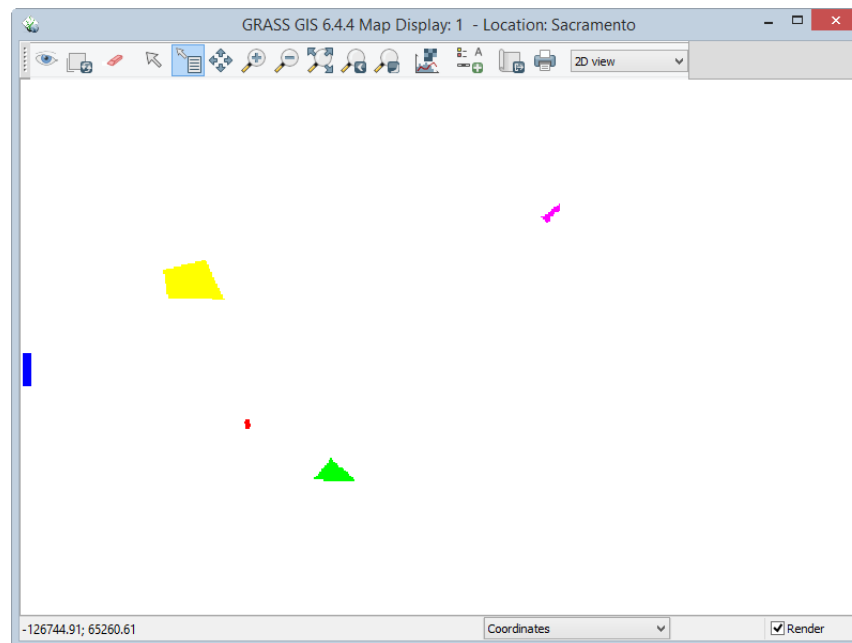 GRASS GIS 6.4.4 Map Display: 1 - Location: Sacramento
2D view
-126744.91; 65260.61
Coordinates
Render